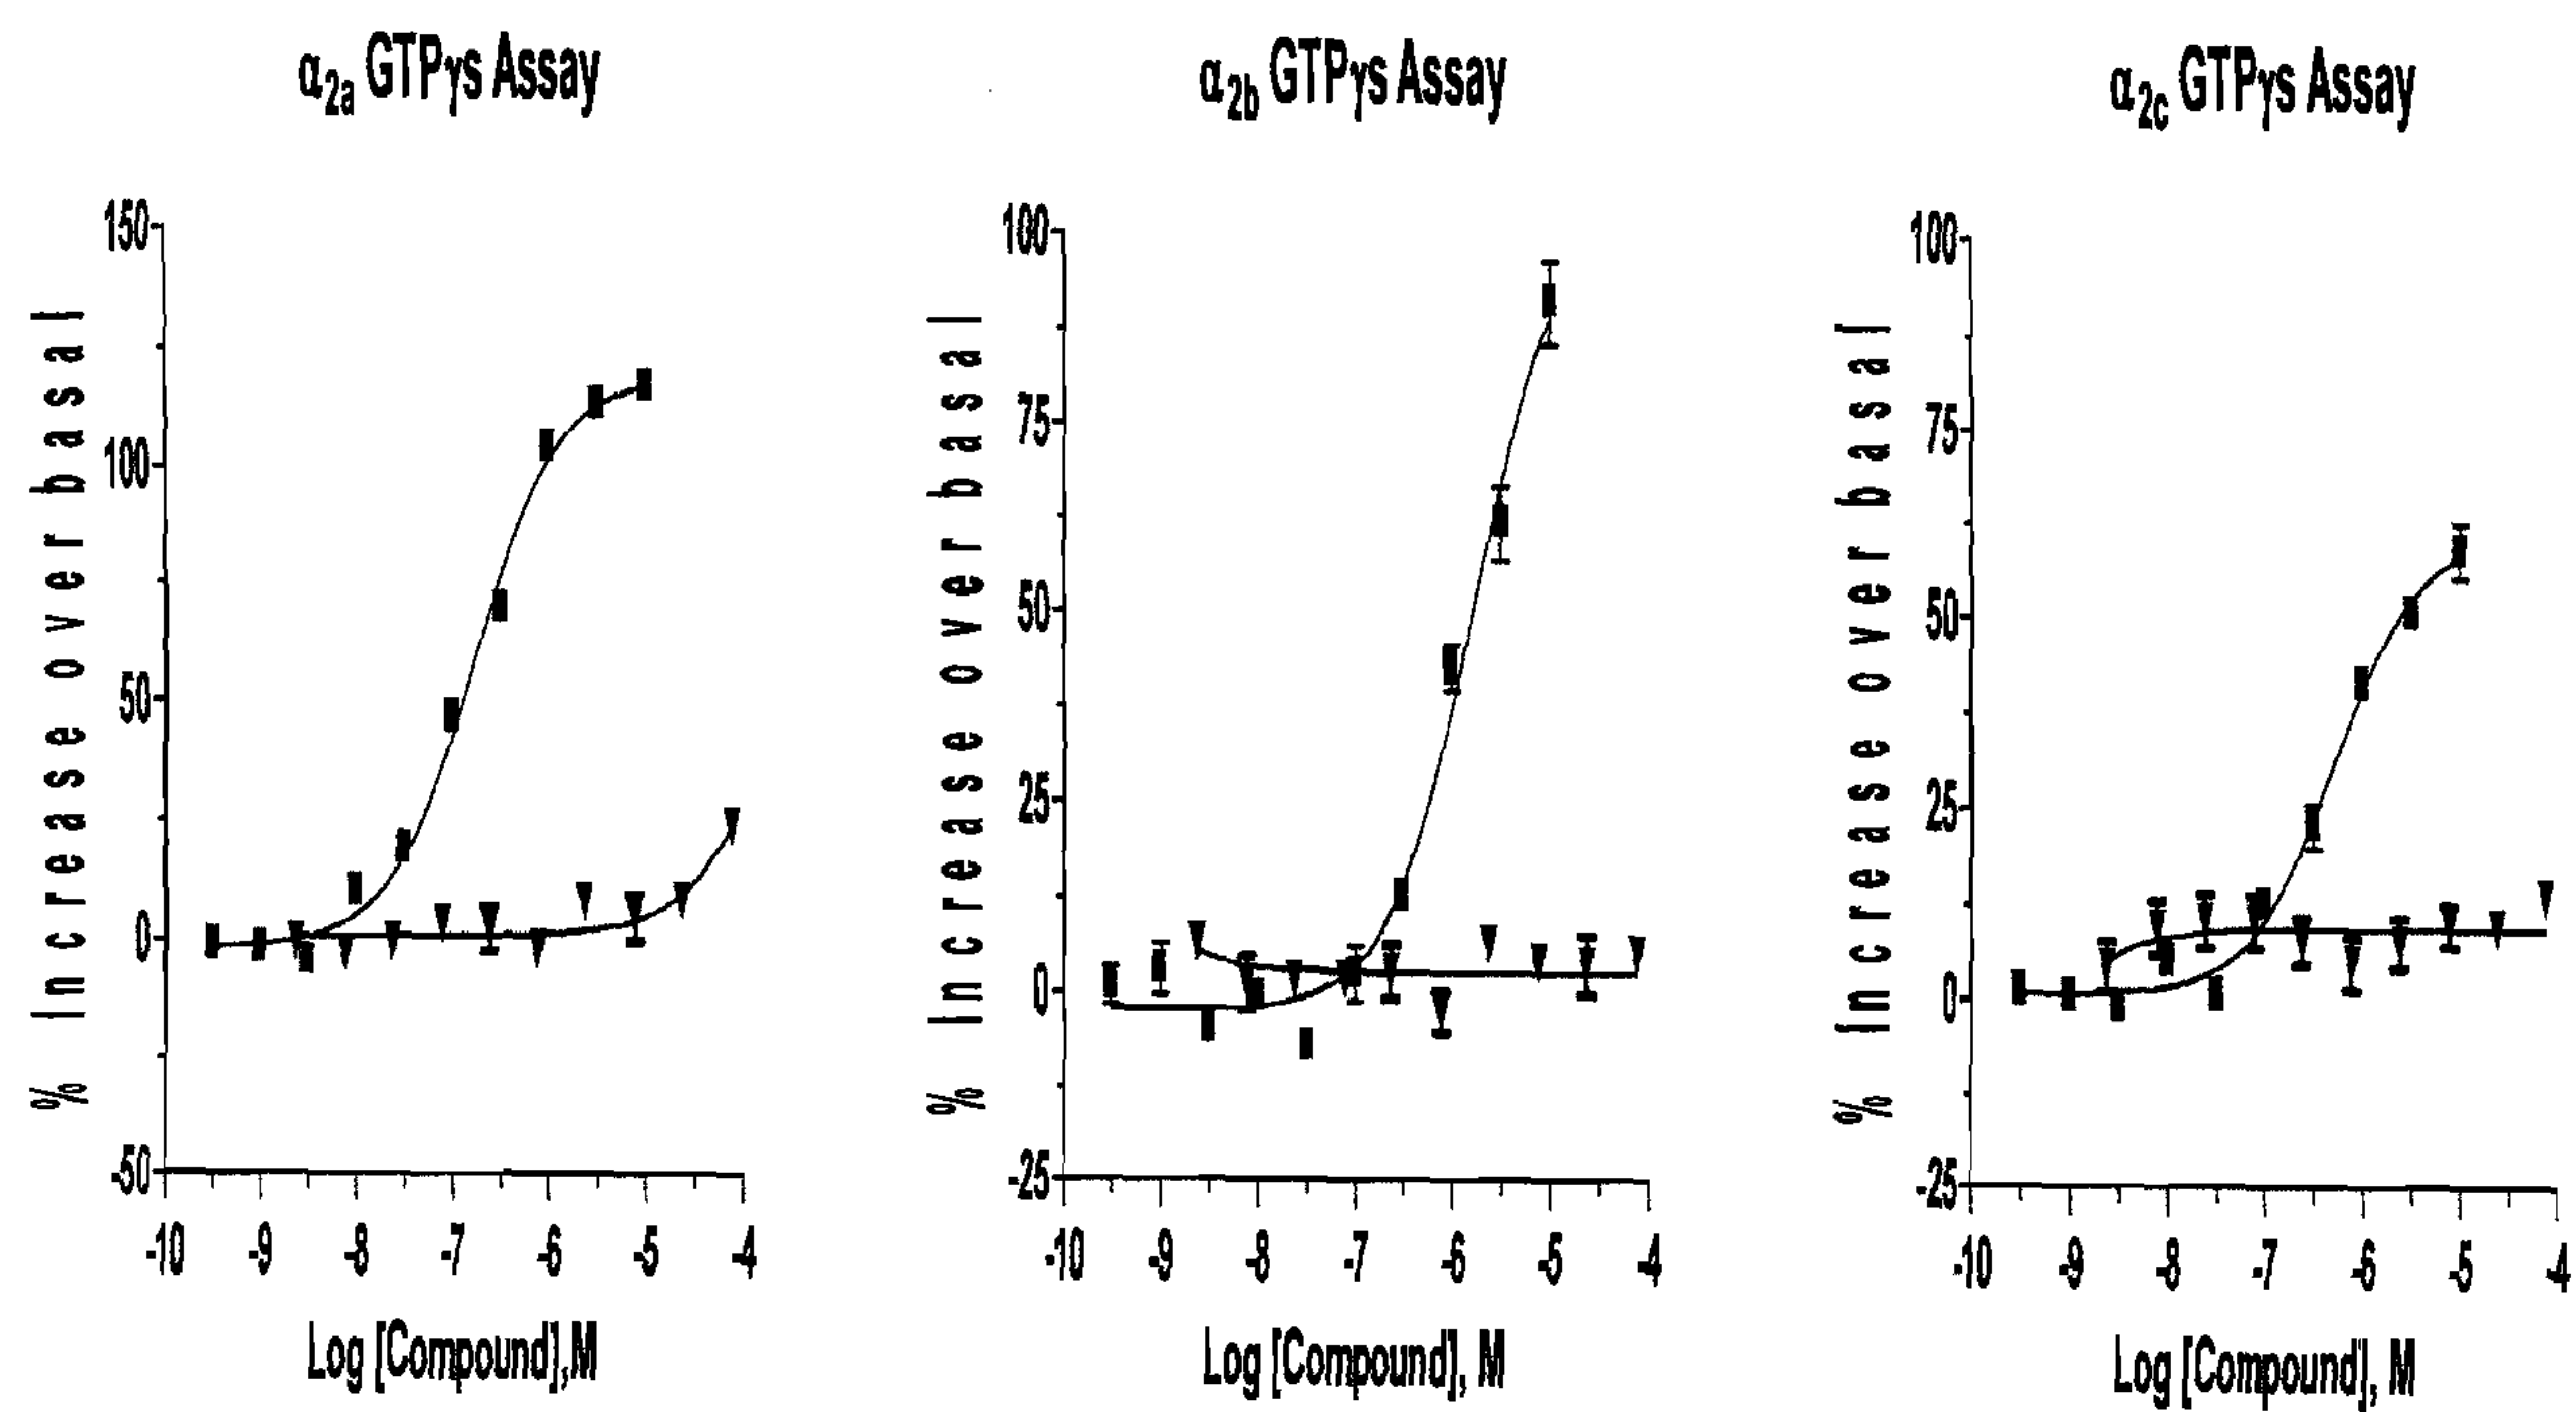 α2a GTPγs Assay
% Increase over basal
150
100
50
0
-50
-10 -9 -8 -7 -6 -5 -4
Log [Compound],M
α2b GTPγs Assay
% Increase over basal
100
75
50
25
0
-25
-10 -9 -8 -7 -6 -5 -4
Log [Compound], M
α2c GTPγs Assay
% Increase over basal
100
75
50
25
0
-25
-10 -9 -8 -7 -6 -5 -4
Log [Compound], M